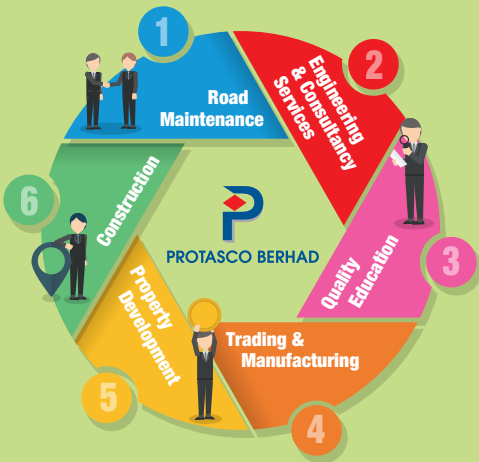 1
Road
Maintenance
2
Engineering
& Consultancy
Services
3
Quality
Education
4
Trading &
Manufacturing
5
Property
Development
6
Construction
PROTASCO BERHAD